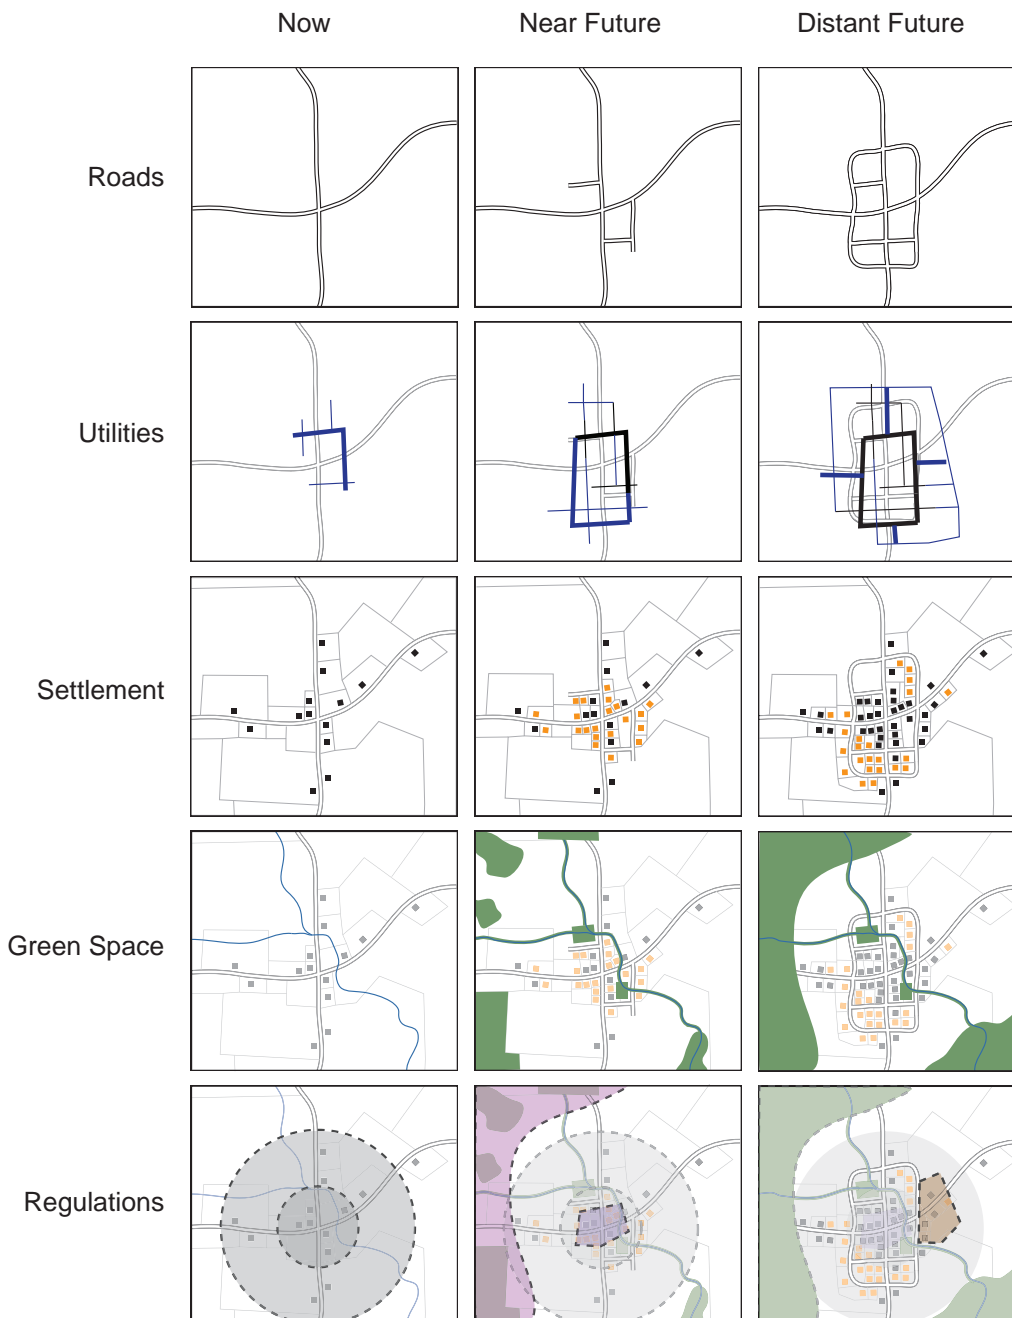 Now
Near Future
Distant Future
Roads
Utilities
Settlement
Green Space
Regulations